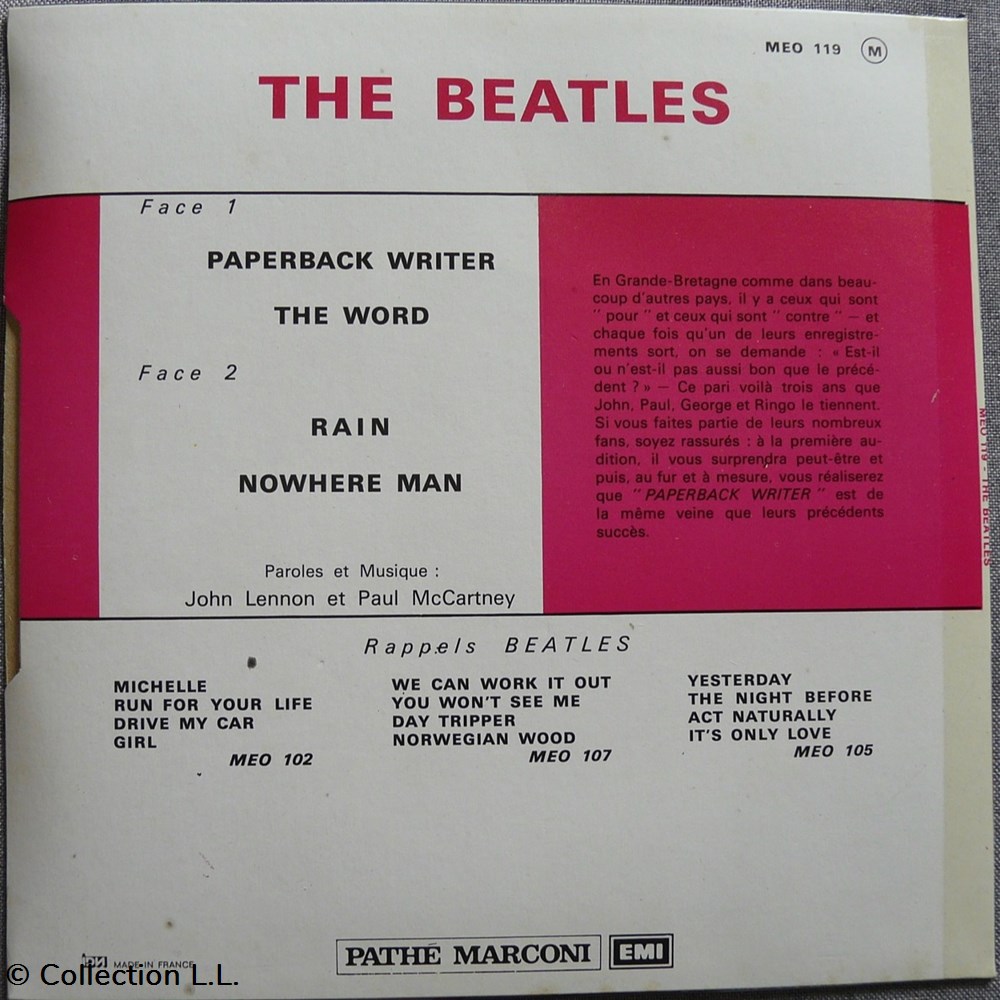 MEO 119 M
THE BEATLES
Face 1
PAPERBACK WRITER
THE WORD
Face 2
RAIN
NOWHERE MAN
Paroles et Musique :
John Lennon et Paul McCartney
En Grande-Bretagne comme dans beau-
coup d'autres pays, il y a ceux qui sont
" pour " et ceux qui sont " contre " — et
chaque fois qu'un de leurs enregistre-
ments sort, on se demande : « Est-il
ou n'est-il pas aussi bon que le précé-
dent ? » — Ce pari voilà trois ans que
John, Paul, George et Ringo le tiennent.
Si vous faites partie de leurs nombreux
fans, soyez rassurés : à la première au-
dition, il vous surprendra peut-être et
puis, au fur et à mesure, vous réaliserez
que " PAPERBACK WRITER " est de
la même veine que leurs précédents
succès.
MEO 119 - THE BEATLES
Rappels BEATLES
MICHELLE
RUN FOR YOUR LIFE
DRIVE MY CAR
GIRL
MEO 102
WE CAN WORK IT OUT
YOU WON'T SEE ME
DAY TRIPPER
NORWEGIAN WOOD
MEO 107
YESTERDAY
THE NIGHT BEFORE
ACT NATURALLY
IT'S ONLY LOVE
MEO 105
MADE IN FRANCE
PATHÉ MARCONI EMI
© Collection L.L.